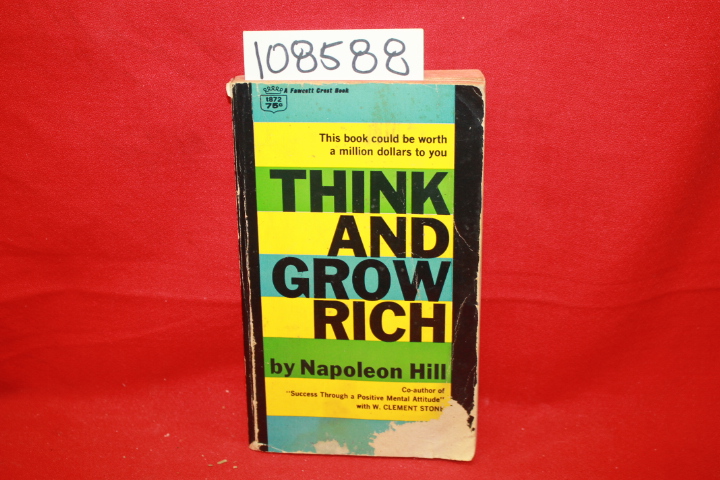 108588
A Fawcett Crest Book
1872
75¢
This book could be worth
a million dollars to you
THINK
AND
GROW
RICH
by Napoleon Hill
Co-author of
"Success Through a Positive Mental Attitude"
with W. CLEMENT STONE